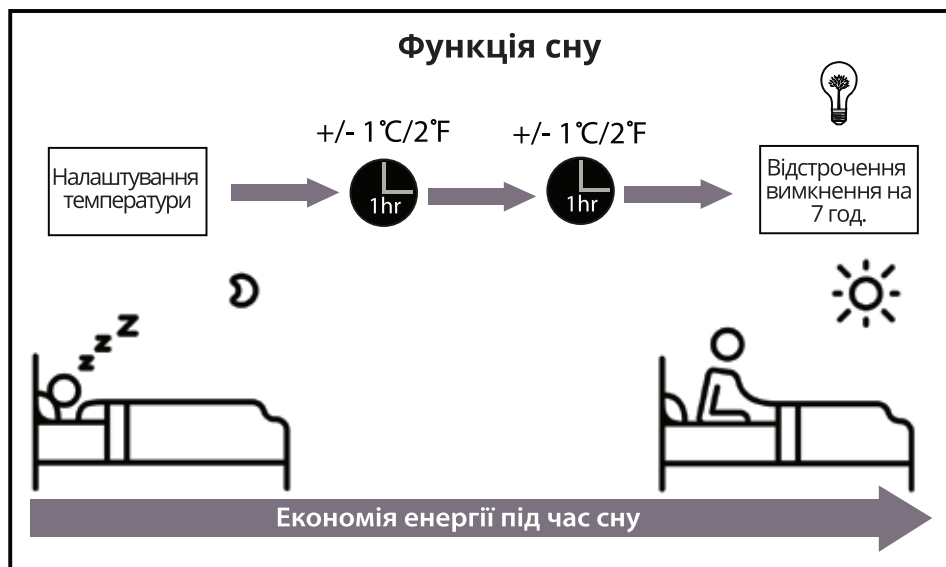 Функція сну
+/- 1°C/2°F
+/- 1°C/2°F
Налаштування
температури
1hr
1hr
Відстрочення
вимкнення на
7 год.
z z Z
Економія енергії під час сну